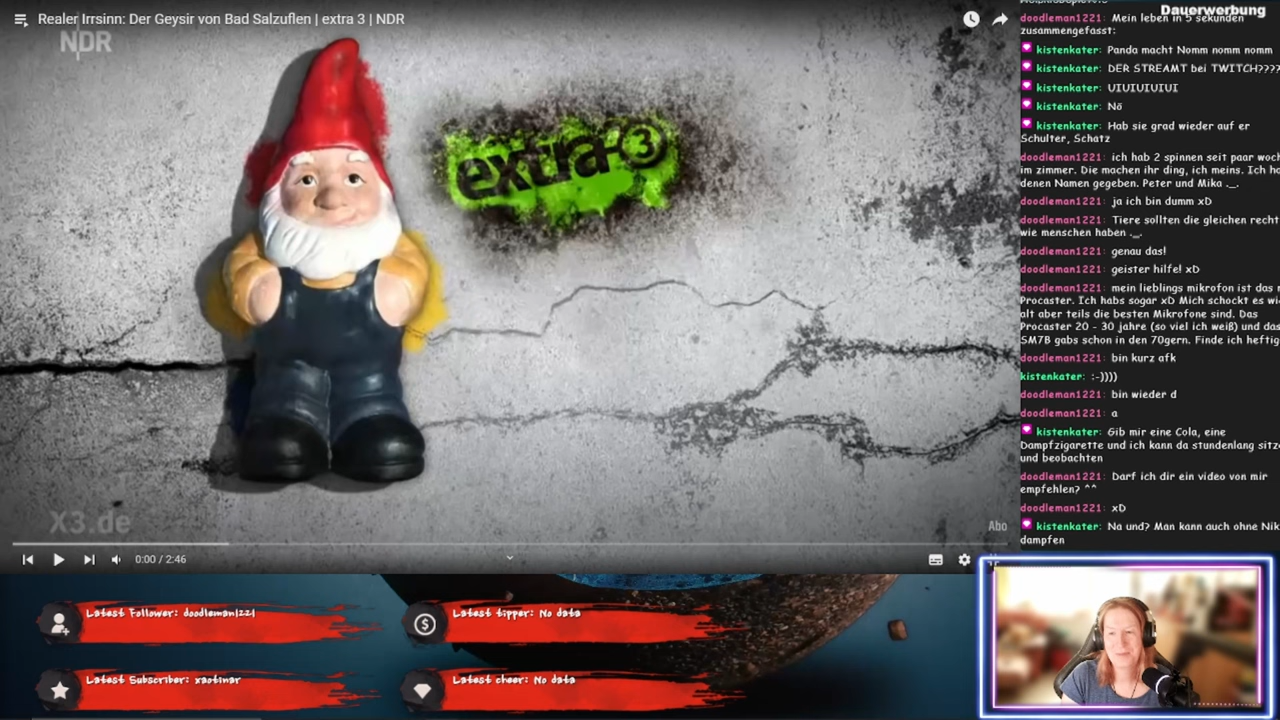 Realer Irrsinn: Der Geysir von Bad Salzuflen | extra 3 | NDR
NDR
extra 3
X3.de
Abo
0:00 / 2:46
Dauerwerbung
doodleman1221: Mein leben in 5 sekunden
zusammengefasst:
kistenkater: Panda macht Nomm nomm nomm
kistenkater: DER STREAMT bei TWITCH????
kistenkater: UIUIUIUIUI
kistenkater: Nö
kistenkater: Hab sie grad wieder auf er
Schulter, Schatz
doodleman1221: ich hab 2 spinnen seit paar
im zimmer. Die machen ihr ding, ich meins. Ich
denen Namen gegeben. Peter und Mika ._.
doodleman1221: ja ich bin dumm xD
doodleman1221: Tiere sollten die gleichen
wie menschen haben ._.
doodleman1221: genau das!
doodleman1221: geister hilfe! xD
doodleman1221: mein lieblings mikrofon ist das
Procaster. Ich habs sogar xD Mich schockt es
alt aber teils die besten Mikrofone sind. Das
Procaster 20 - 30 jahre (so viel ich weiß) und
SM7B gabs schon in den 70gern. Finde ich
doodleman1221: bin kurz afk
kistenkater: :-))))
doodleman1221: bin wieder d
doodleman1221: a
kistenkater: Gib mir eine Cola, eine
Dampfzigarette und ich kann da stundenlang
und beobachten
doodleman1221: Darf ich dir ein video von mir
empfehlen? ^^
doodleman1221: xD
kistenkater: Na und? Man kann auch ohne
dampfen
Latest Follower: doodleman1221
Latest tipper: No data
Latest Subscriber: xaotinar
Latest cheer: No data